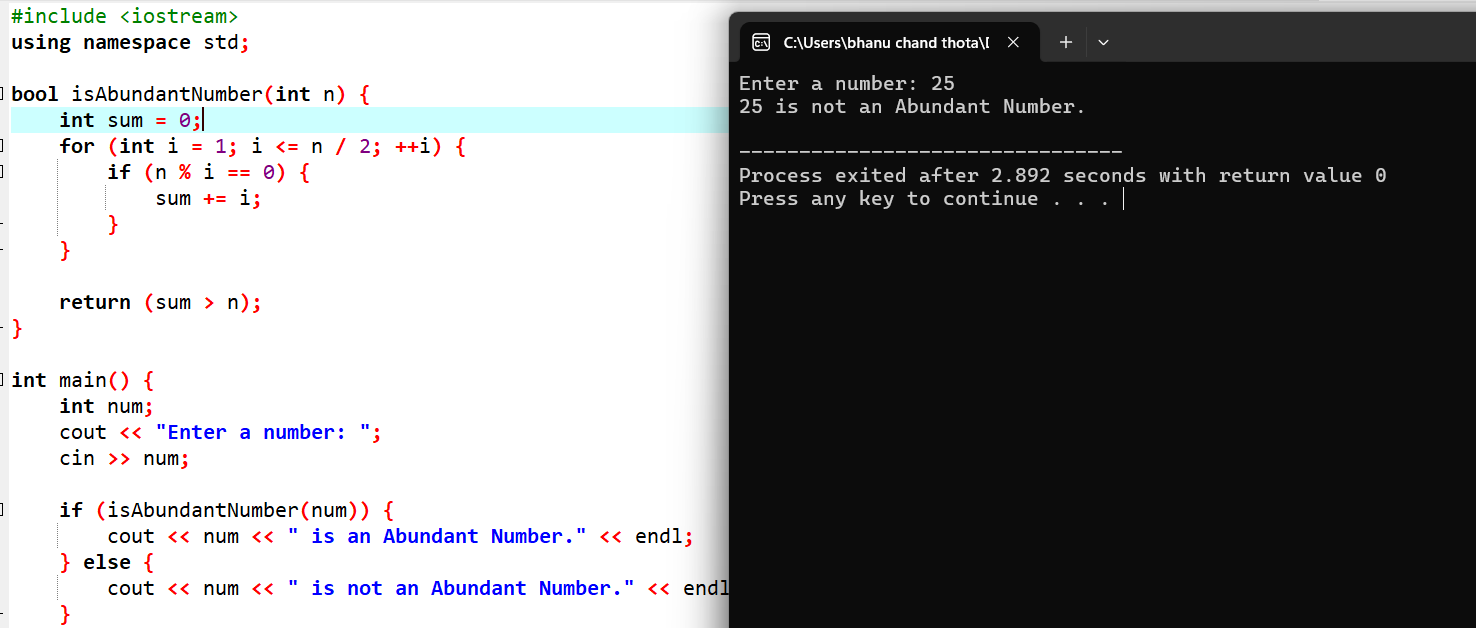 #include <iostream>
using namespace std;
bool isAbundantNumber(int n) {
    int sum = 0;
    for (int i = 1; i <= n / 2; ++i) {
        if (n % i == 0) {
            sum += i;
        }
    }
    return (sum > n);
}
int main() {
    int num;
    cout << "Enter a number: ";
    cin >> num;
    if (isAbundantNumber(num)) {
        cout << num << " is an Abundant Number." << endl;
    } else {
        cout << num << " is not an Abundant Number." << endl
    }
C:\Users\bhanu chand thota\
Enter a number: 25
25 is not an Abundant Number.
--------------------------------
Process exited after 2.892 seconds with return value 0
Press any key to continue . . .